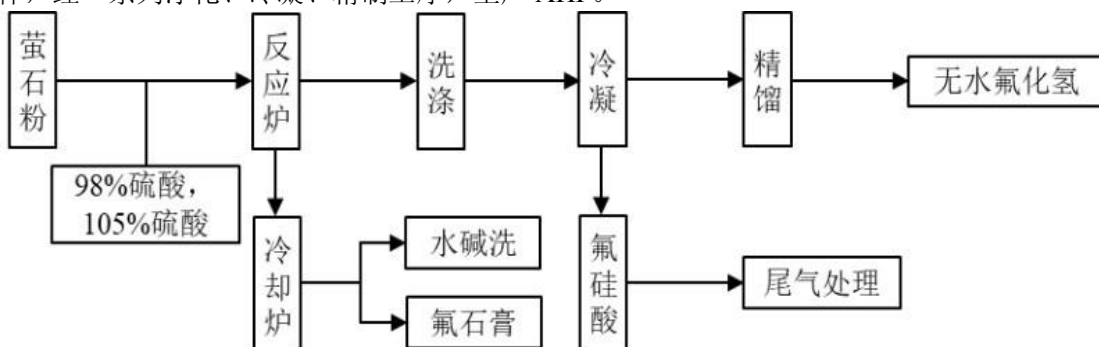 萤石粉
反应炉
洗涤
冷凝
精馏
无水氟化氢
98%硫酸，
105%硫酸
冷却炉
水碱洗
氟石膏
氟硅酸
尾气处理